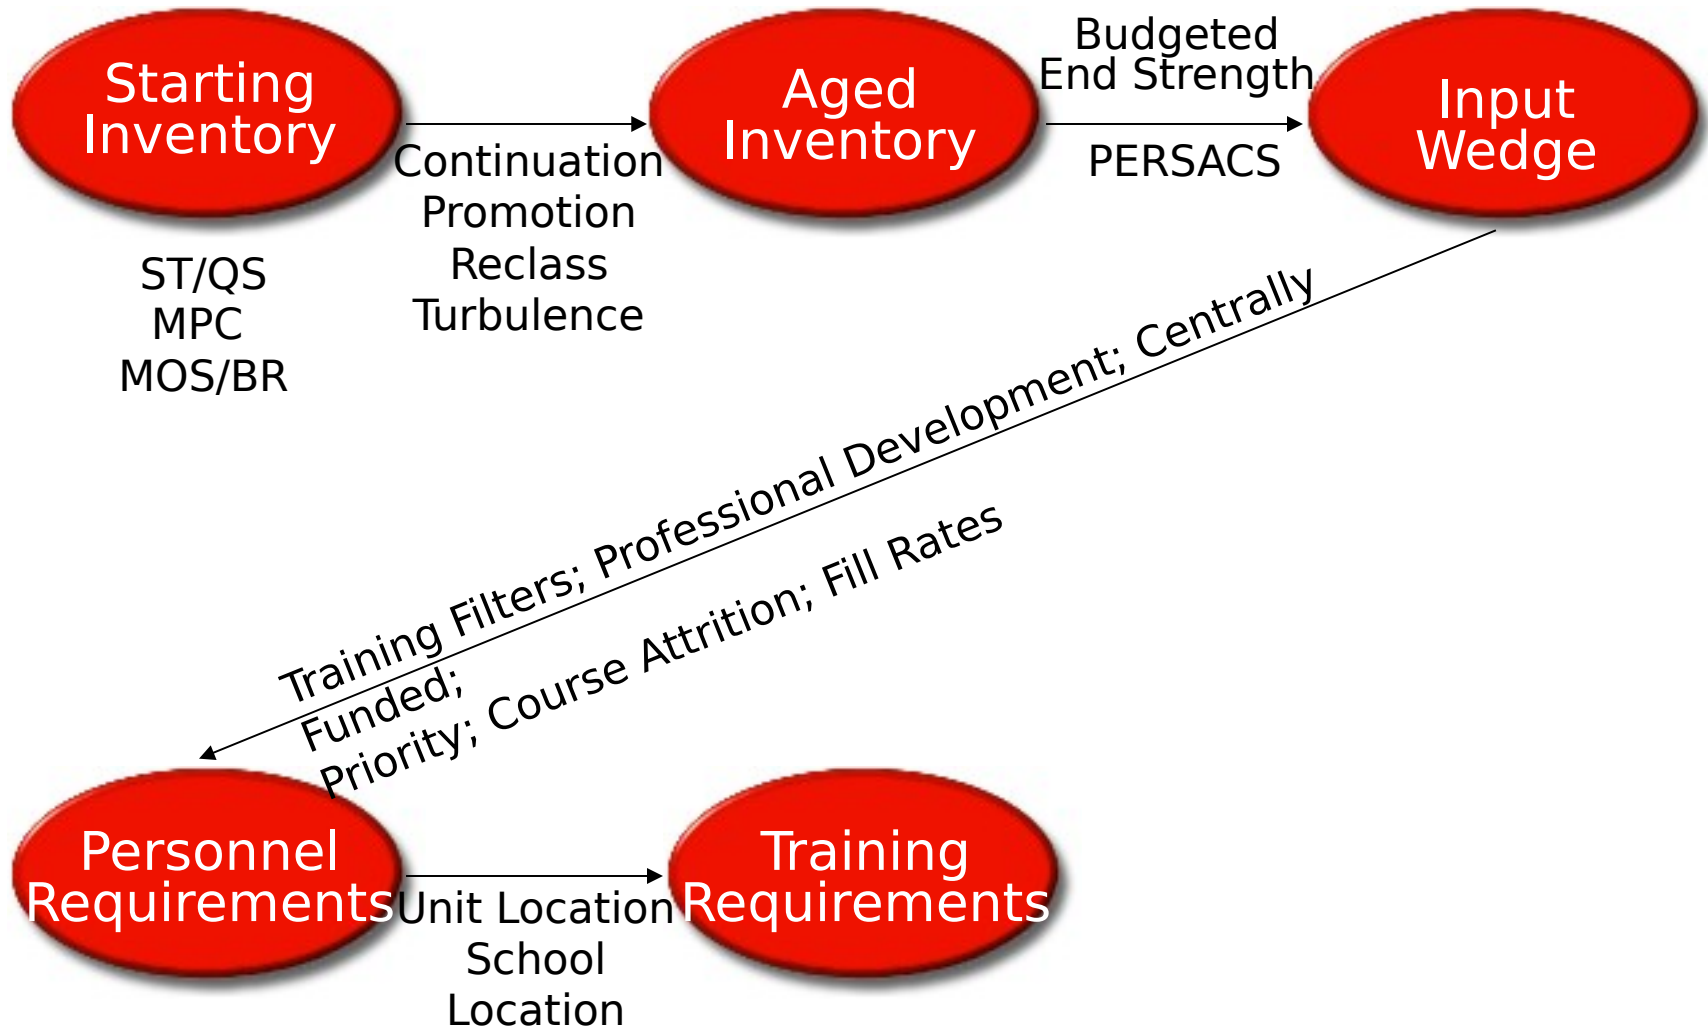 Starting
Inventory
ST/QS
MPC
MOS/BR
Continuation
Promotion
Reclass
Turbulence
Aged
Inventory
Budgeted
End Strength
PERSACS
Input
Wedge
Training Filters; Professional Development; Centrally
Funded;
Priority; Course Attrition; Fill Rates
Personnel
Requirements
Unit Location
School
Location
Training
Requirements